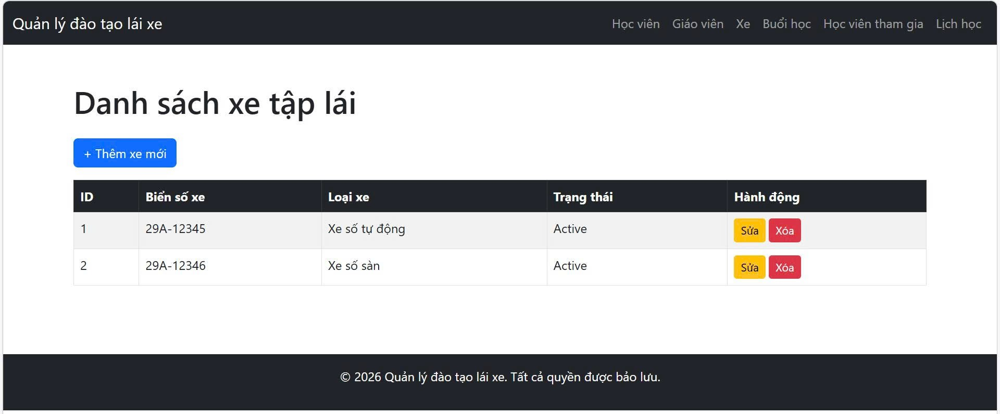 Quản lý đào tạo lái xe Học viên Giáo viên Xe Buổi học Học viên tham gia Lịch học
Danh sách xe tập lái
+ Thêm xe mới
ID Biển số xe Loại xe Trạng thái Hành động
1 29A-12345 Xe số tự động Active Sửa Xóa
2 29A-12346 Xe số sàn Active Sửa Xóa
© 2026 Quản lý đào tạo lái xe. Tất cả quyền được bảo lưu.